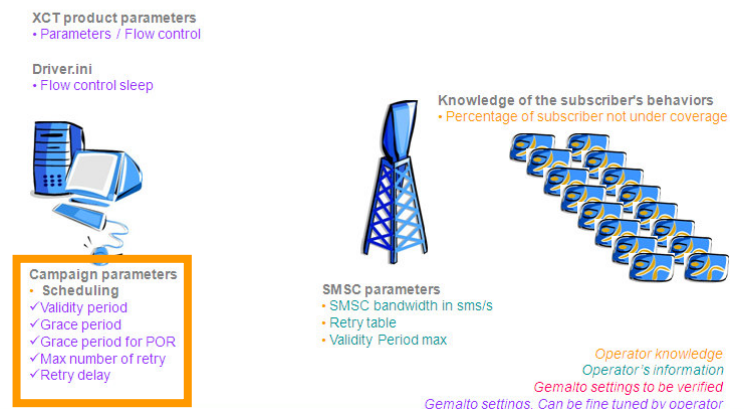 XCT product parameters
• Parameters / Flow control
Driver.ini
• Flow control sleep
Knowledge of the subscriber's behaviors
• Percentage of subscriber not under coverage
Campaign parameters
• Scheduling
✓Validity period
✓Grace period
✓Grace period for POR
✓Max number of retry
✓Retry delay
SMSC parameters
• SMSC bandwidth in sms/s
• Retry table
• Validity Period max
Operator knowledge
Operator's information
Gemalto settings to be verified
Gemalto settings. Can be fine tuned by operator